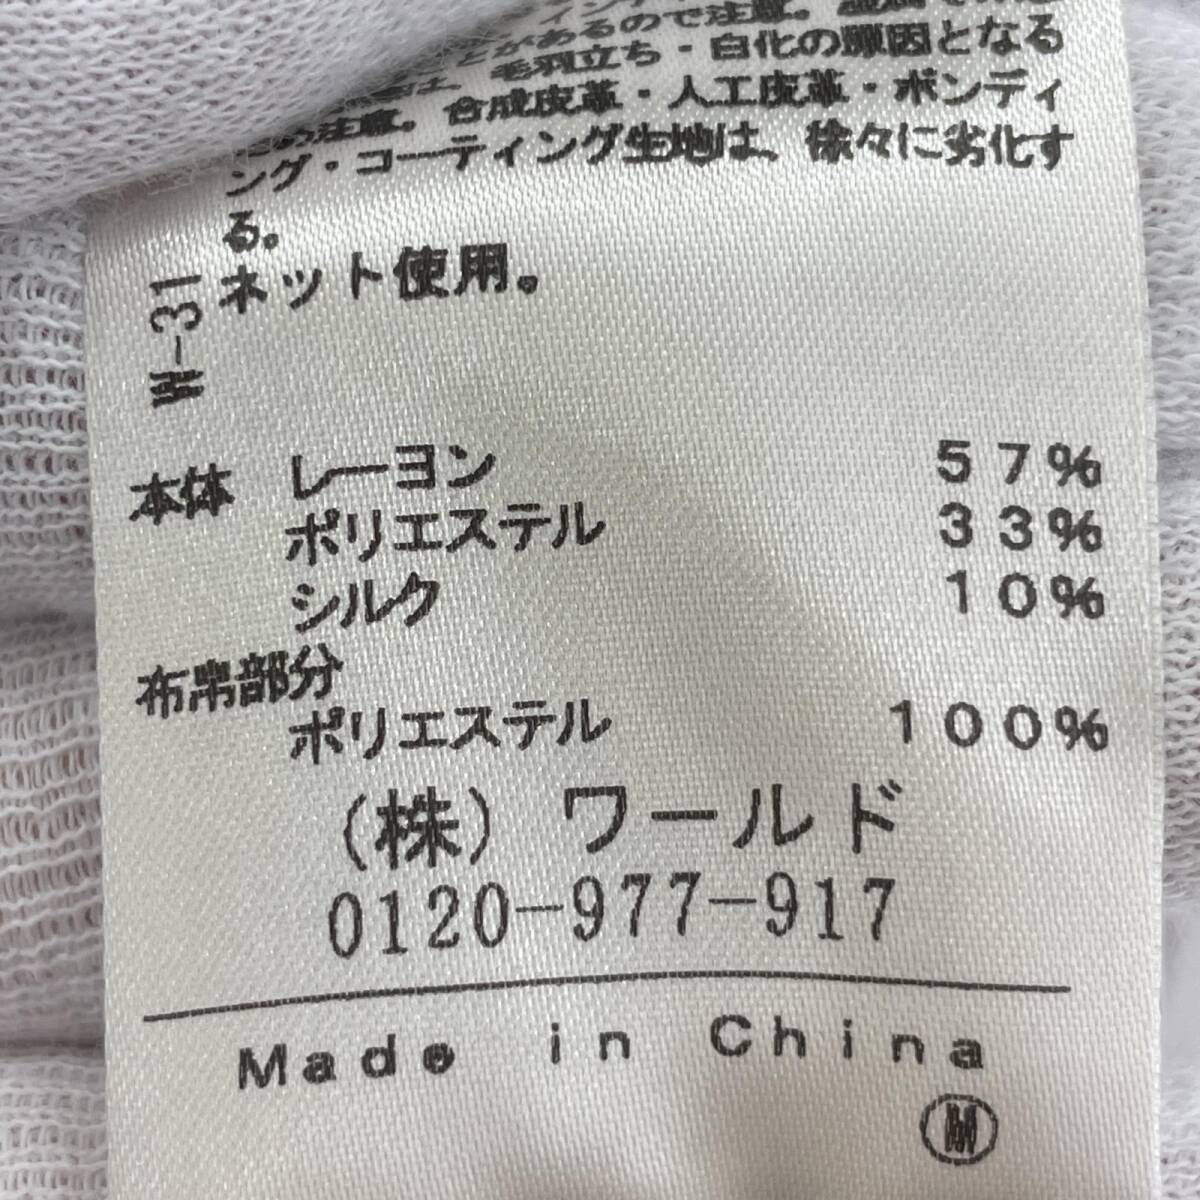 とがあるので注意。
毛羽立ち・白化の原因となる
注意。合成皮革・人工皮革・ボンディ
ング・コーティング生地は、徐々に劣化す
る。
ネット使用。
W-31
本体 レーヨン 57%
ポリエステル 33%
シルク 10%
布帛部分
ポリエステル 100%
(株) ワールド
0120-977-917
Made in China
M